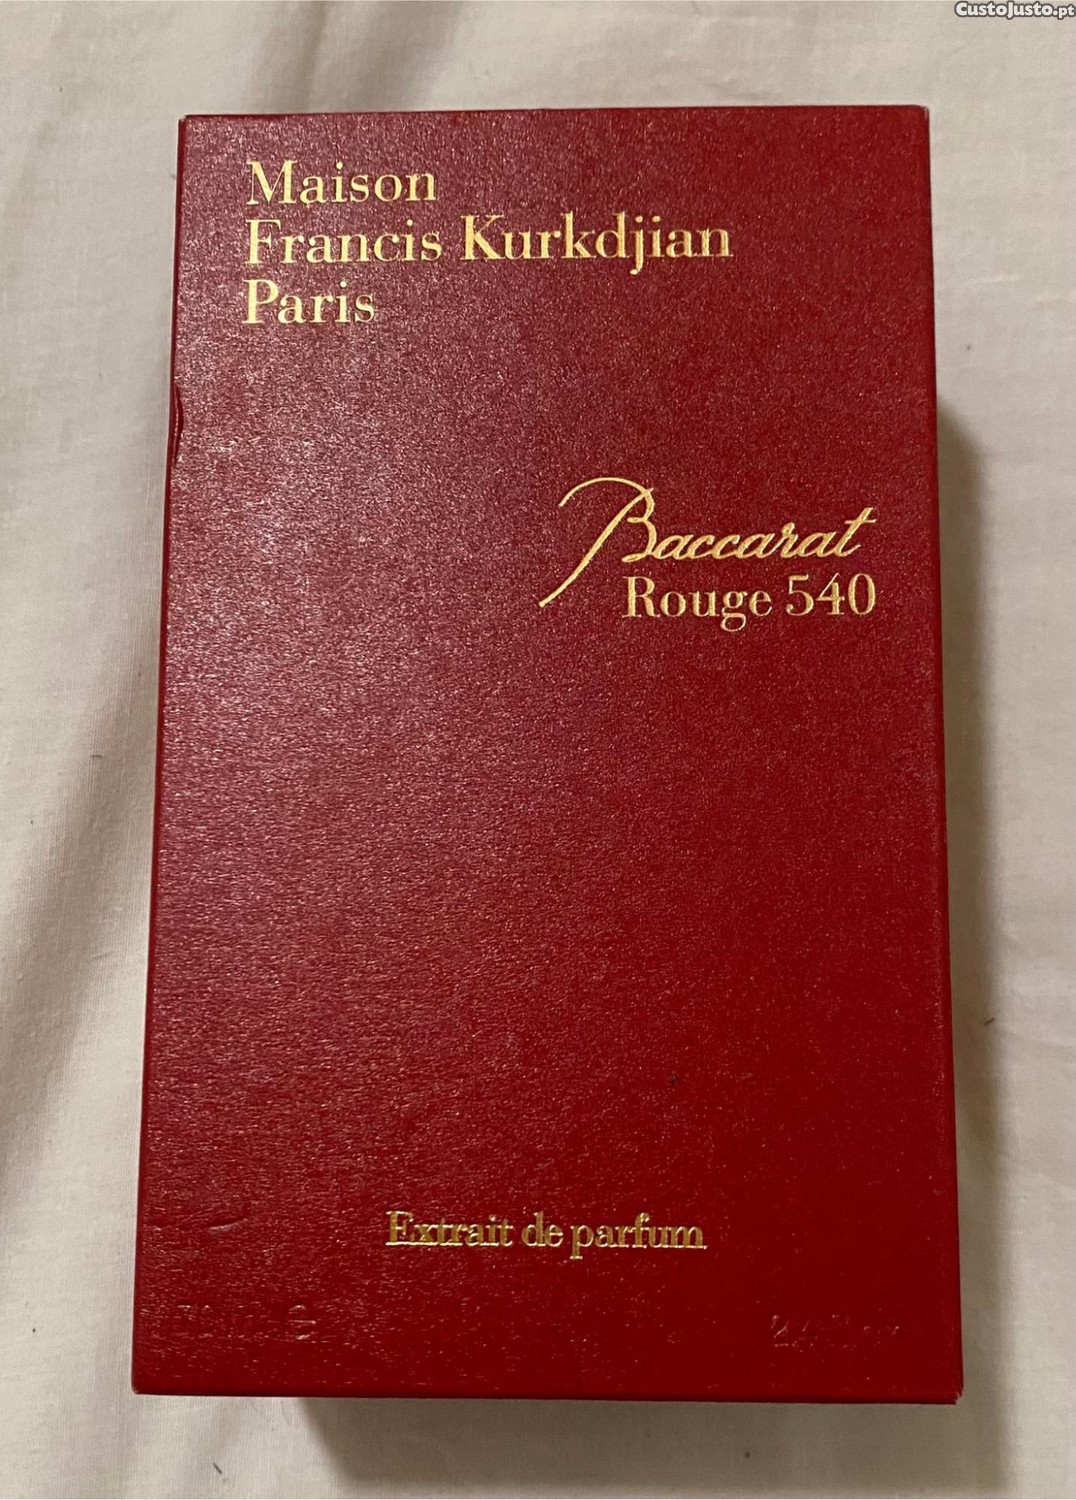 CustoJusto.pt
Maison
Francis Kurkdjian
Paris
Baccarat
Rouge 540
Extrait de parfum